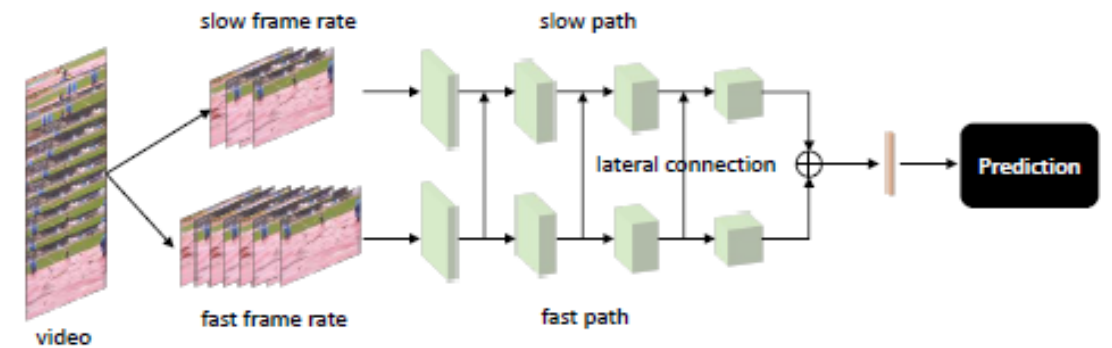 slow frame rate
slow path
lateral connection
Prediction
fast frame rate
fast path
video